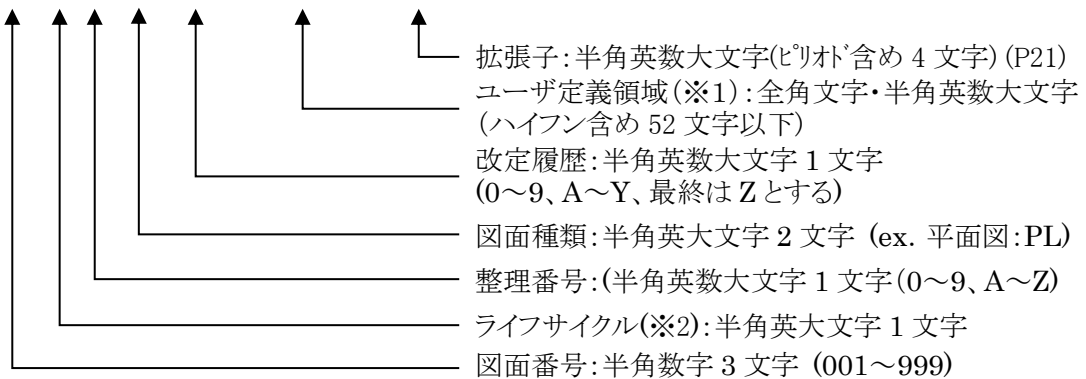 拡張子：半角英数大文字(ﾋﾟﾘｵﾄﾞ含め 4 文字) (P21)
ユーザ定義領域(※1)：全角文字・半角英数大文字
(ハイフン含め 52 文字以下)
改定履歴：半角英数大文字 1 文字
(0～9、A～Y、最終は Z とする)
図面種類：半角英大文字 2 文字 (ex. 平面図：PL)
整理番号：(半角英数大文字 1 文字(0～9、A～Z)
ライフサイクル(※2)：半角英大文字 1 文字
図面番号：半角数字 3 文字 (001～999)